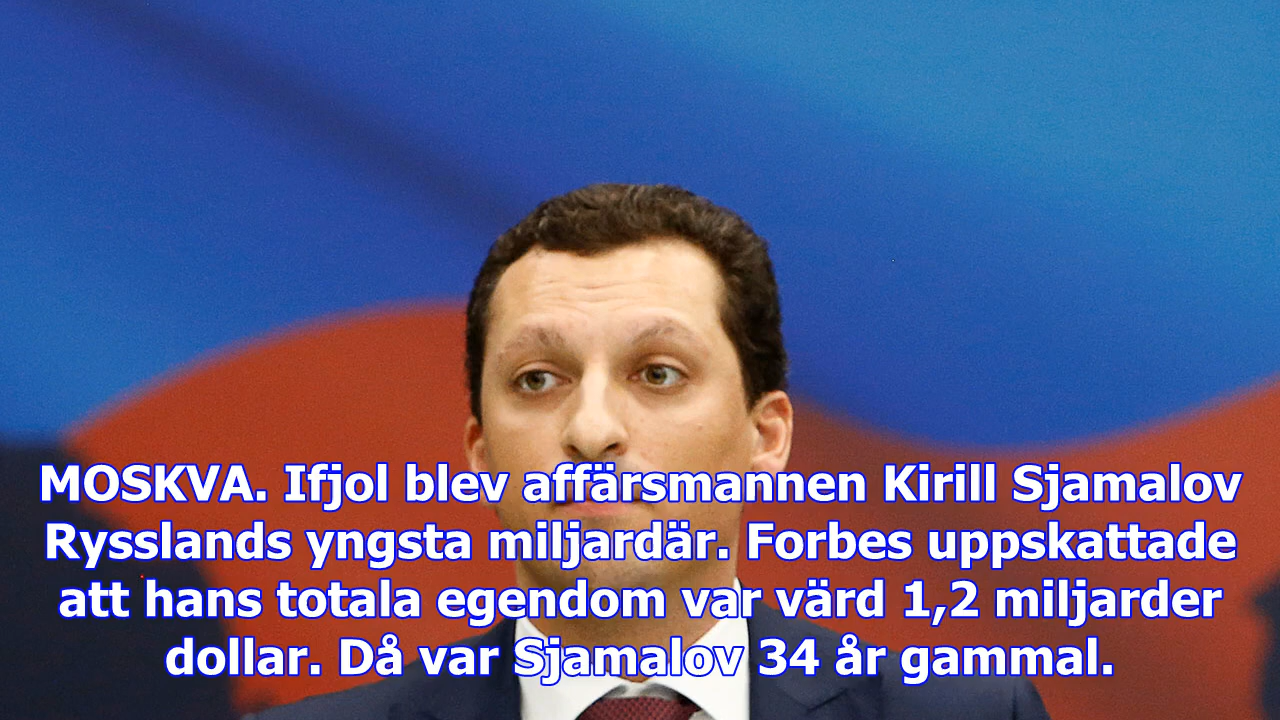 MOSKVA. Ifjol blev affärsmannen Kirill Sjamalov
Rysslands yngsta miljardär. Forbes uppskattade
att hans totala egendom var värd 1,2 miljarder
dollar. Då var Sjamalov 34 år gammal.